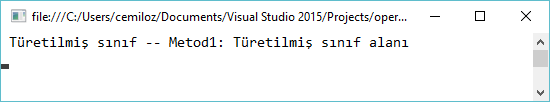 file:///C:/Users/cemiloz/Documents/Visual Studio 2015/Projects/oper...
Türetilmiş sınıf -- Metod1: Türetilmiş sınıf alanı